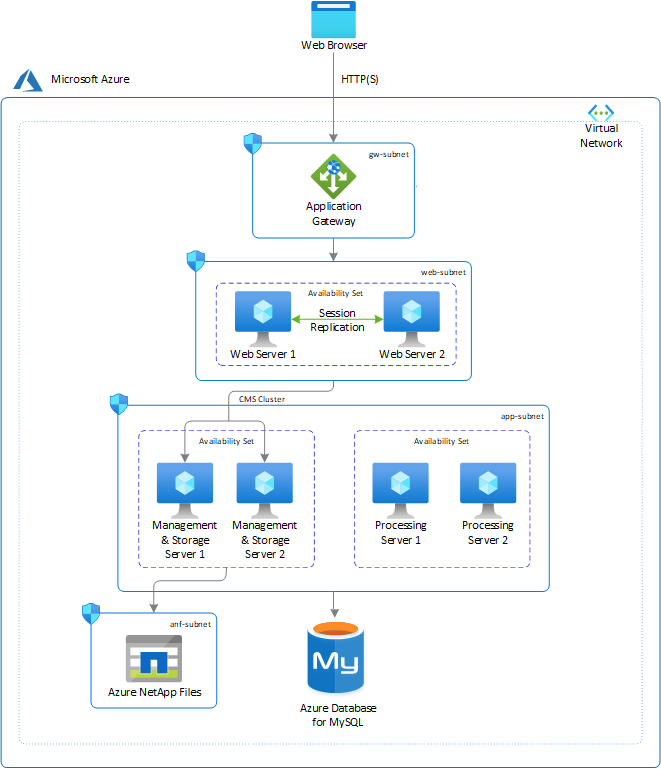 Web Browser
Microsoft Azure
HTTP(S)
Virtual
Network
gw-subnet
Application
Gateway
web-subnet
Availability Set
Session
Replication
Web Server 1
Web Server 2
CMS Cluster
app-subnet
Availability Set
Availability Set
Management
& Storage
Server 1
Management
& Storage
Server 2
Processing
Server 1
Processing
Server 2
anf-subnet
Azure NetApp Files
My
Azure Database
for MySQL